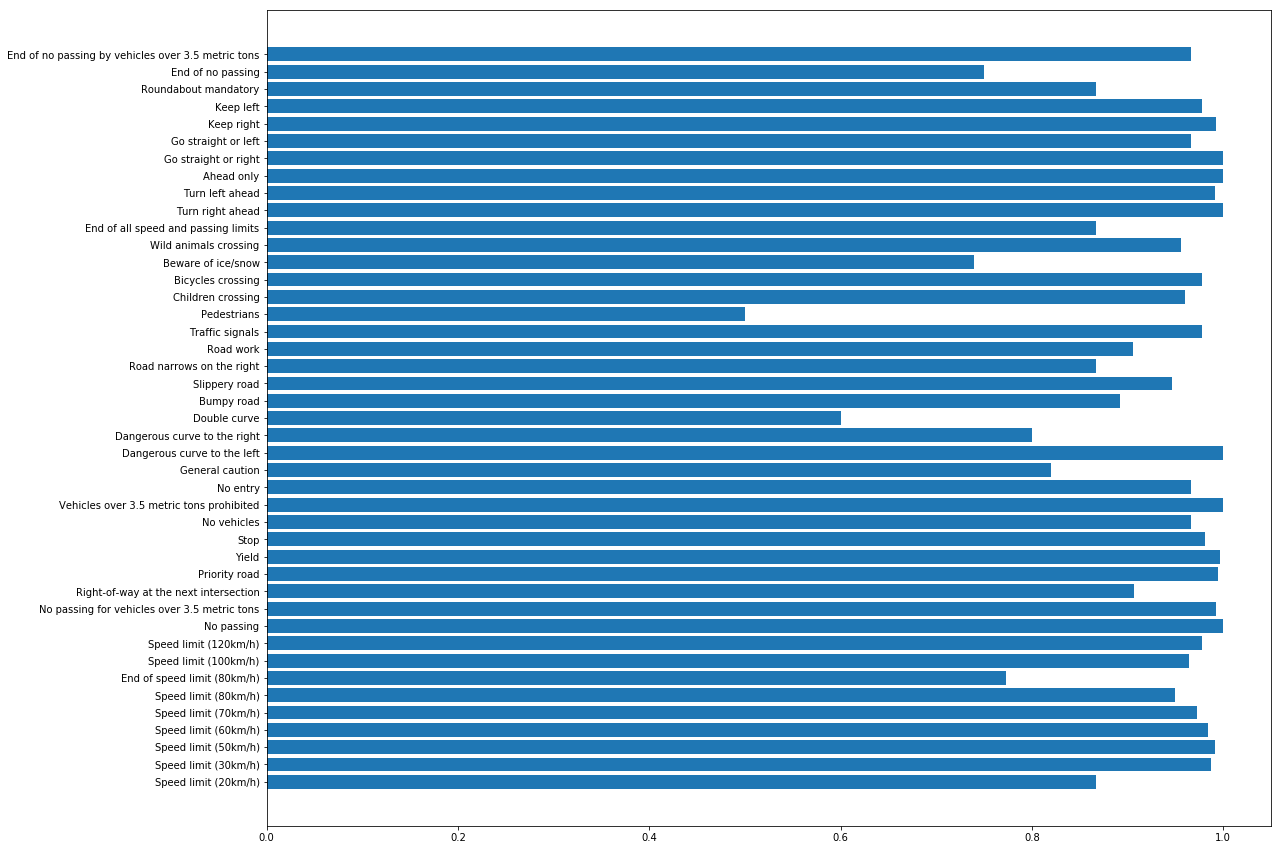 End of no passing by vehicles over 3.5 metric tons
End of no passing
Roundabout mandatory
Keep left
Keep right
Go straight or left
Go straight or right
Ahead only
Turn left ahead
Turn right ahead
End of all speed and passing limits
Wild animals crossing
Beware of ice/snow
Bicycles crossing
Children crossing
Pedestrians
Traffic signals
Road work
Road narrows on the right
Slippery road
Bumpy road
Double curve
Dangerous curve to the right
Dangerous curve to the left
General caution
No entry
Vehicles over 3.5 metric tons prohibited
No vehicles
Stop
Yield
Priority road
Right-of-way at the next intersection
No passing for vehicles over 3.5 metric tons
No passing
Speed limit (120km/h)
Speed limit (100km/h)
End of speed limit (80km/h)
Speed limit (80km/h)
Speed limit (70km/h)
Speed limit (60km/h)
Speed limit (50km/h)
Speed limit (30km/h)
Speed limit (20km/h)
0.0 0.2 0.4 0.6 0.8 1.0